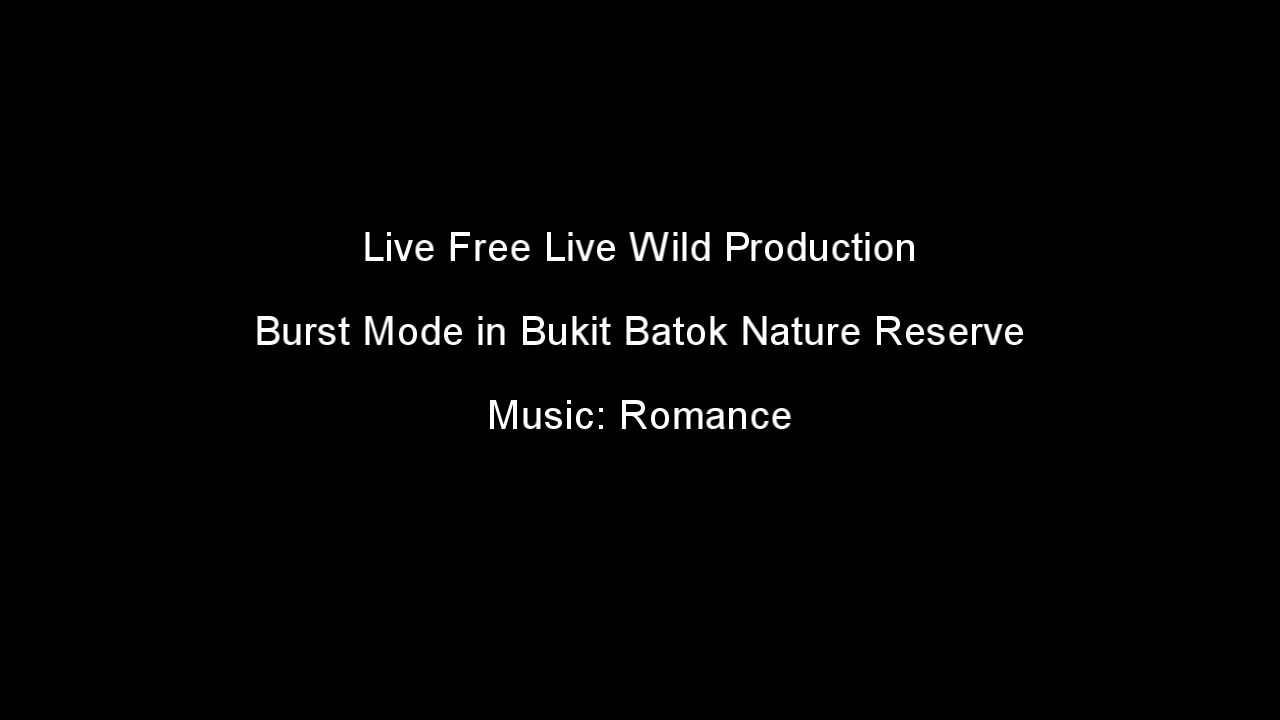 Live Free Live Wild Production
Burst Mode in Bukit Batok Nature Reserve
Music: Romance